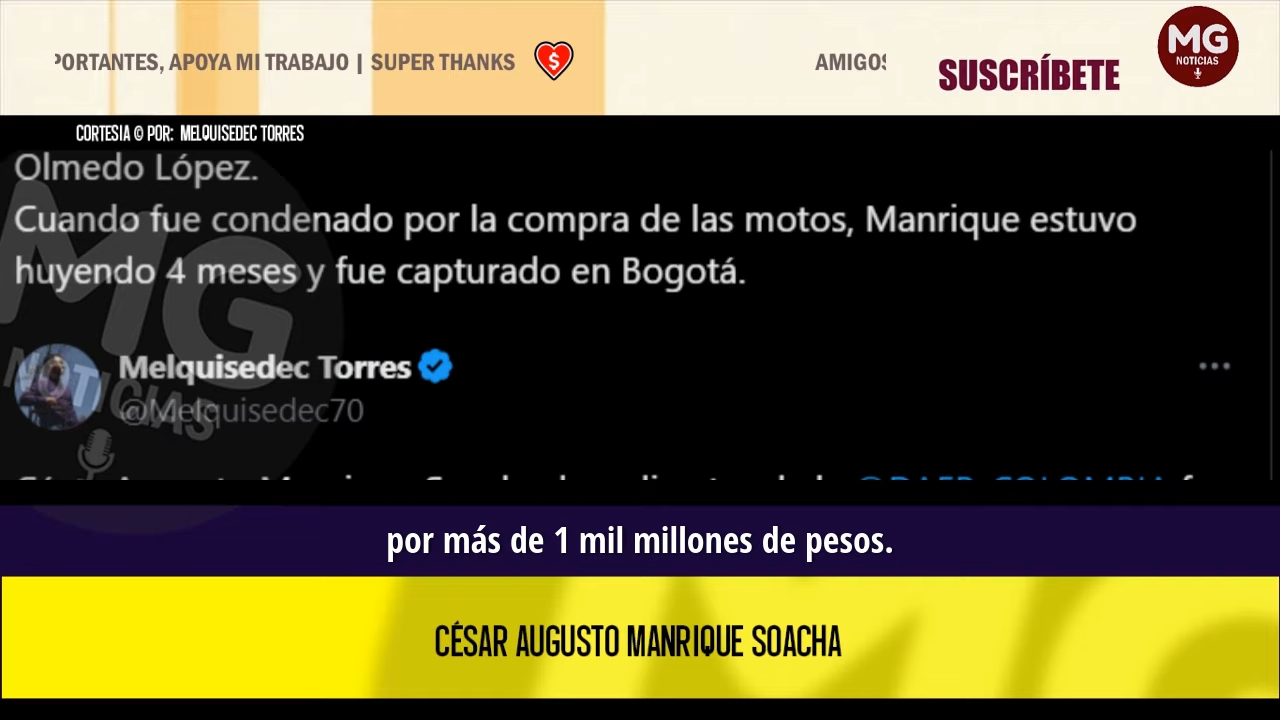 PORTANTES, APOYA MI TRABAJO | SUPER THANKS
AMIGOS
SUSCRÍBETE
MG
NOTICIAS
CORTESIA © POR: MELQUISEDEC TORRES
Olmedo López.
Cuando fue condenado por la compra de las motos, Manrique estuvo
huyendo 4 meses y fue capturado en Bogotá.
MG
NOTICIAS
Melquisedec Torres
@Melquisedec70
por más de 1 mil millones de pesos.
CÉSAR AUGUSTO MANRIQUE SOACHA